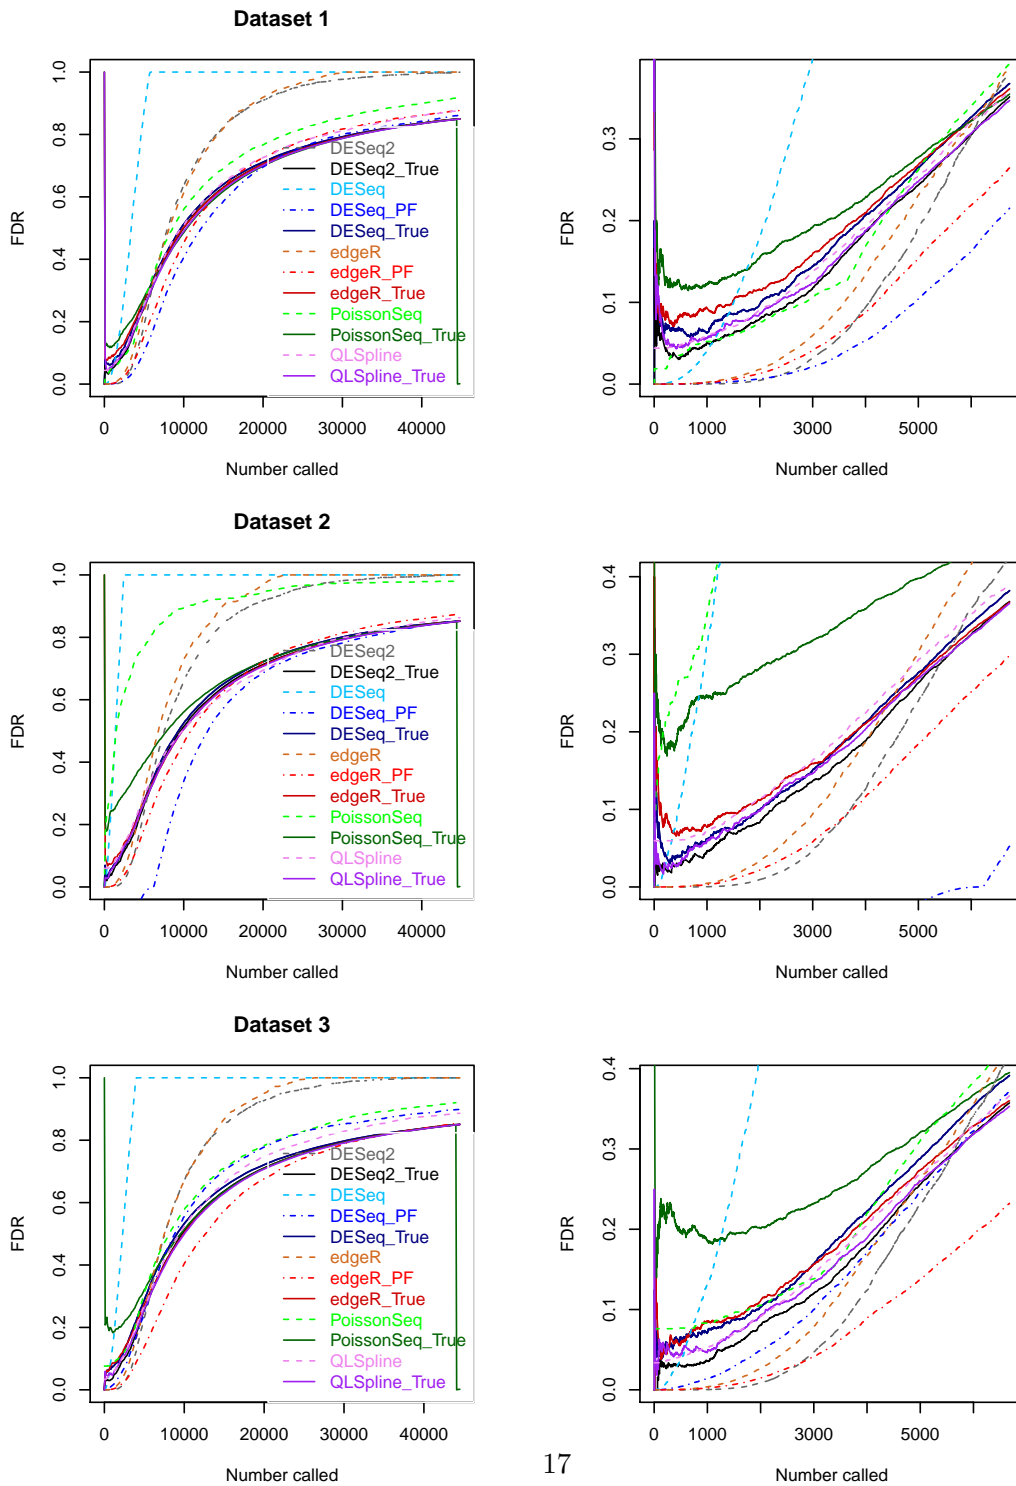 Dataset 1
FDR
0.0 0.2 0.4 0.6 0.8 1.0
DESeq2
DESeq2_True
DESeq
DESeq_PF
DESeq_True
edgeR
edgeR_PF
edgeR_True
PoissonSeq
PoissonSeq_True
QLSpline
QLSpline_True
0 10000 20000 30000 40000
Number called
FDR
0.0 0.1 0.2 0.3
0 1000 3000 5000
Number called
Dataset 2
FDR
0.0 0.2 0.4 0.6 0.8 1.0
DESeq2
DESeq2_True
DESeq
DESeq_PF
DESeq_True
edgeR
edgeR_PF
edgeR_True
PoissonSeq
PoissonSeq_True
QLSpline
QLSpline_True
0 10000 20000 30000 40000
Number called
FDR
0.0 0.1 0.2 0.3 0.4
0 1000 3000 5000
Number called
Dataset 3
FDR
0.0 0.2 0.4 0.6 0.8 1.0
DESeq2
DESeq2_True
DESeq
DESeq_PF
DESeq_True
edgeR
edgeR_PF
edgeR_True
PoissonSeq
PoissonSeq_True
QLSpline
QLSpline_True
0 10000 20000 30000 40000
Number called
FDR
0.0 0.1 0.2 0.3 0.4
0 1000 3000 5000
Number called
17